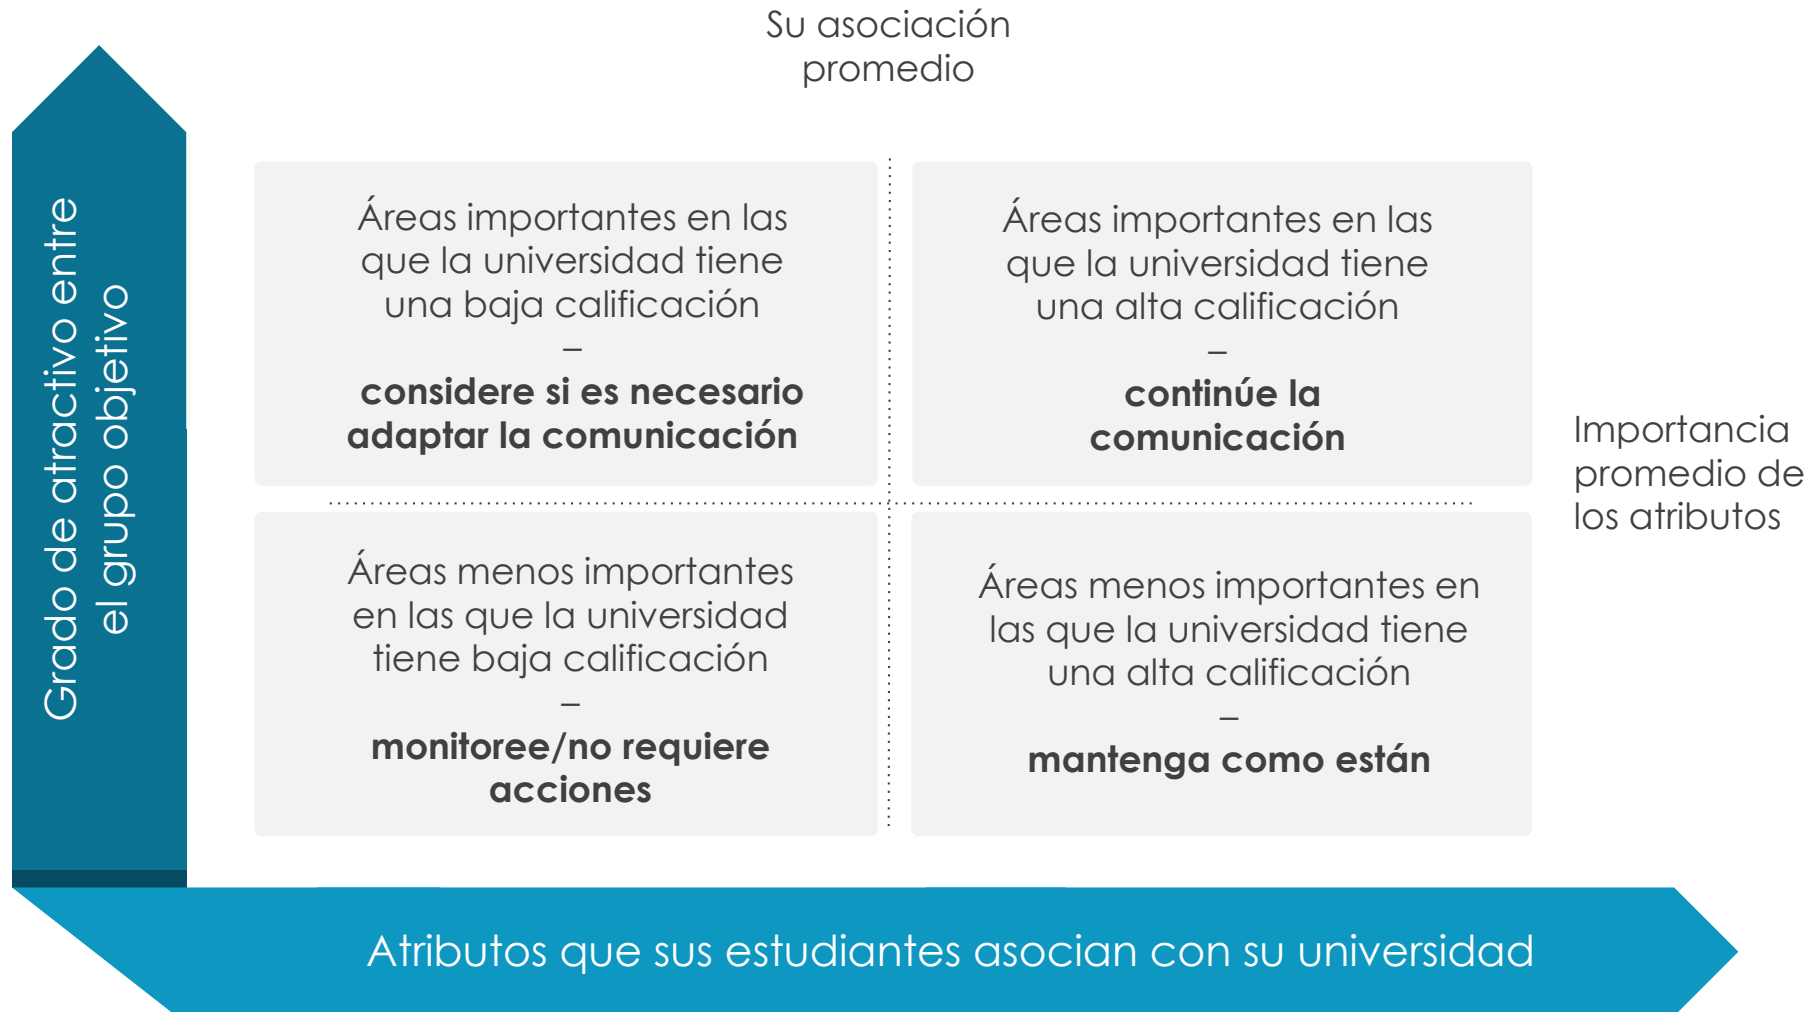 Su asociación
promedio
Grado de atractivo entre
el grupo objetivo
Áreas importantes en las
que la universidad tiene
una baja calificación
–
considere si es necesario
adaptar la comunicación
Áreas importantes en las
que la universidad tiene
una alta calificación
–
continúe la
comunicación
Importancia
promedio de
los atributos
Áreas menos importantes
en las que la universidad
tiene baja calificación
–
monitoree/no requiere
acciones
Áreas menos importantes en
las que la universidad tiene
una alta calificación
–
mantenga como están
Atributos que sus estudiantes asocian con su universidad